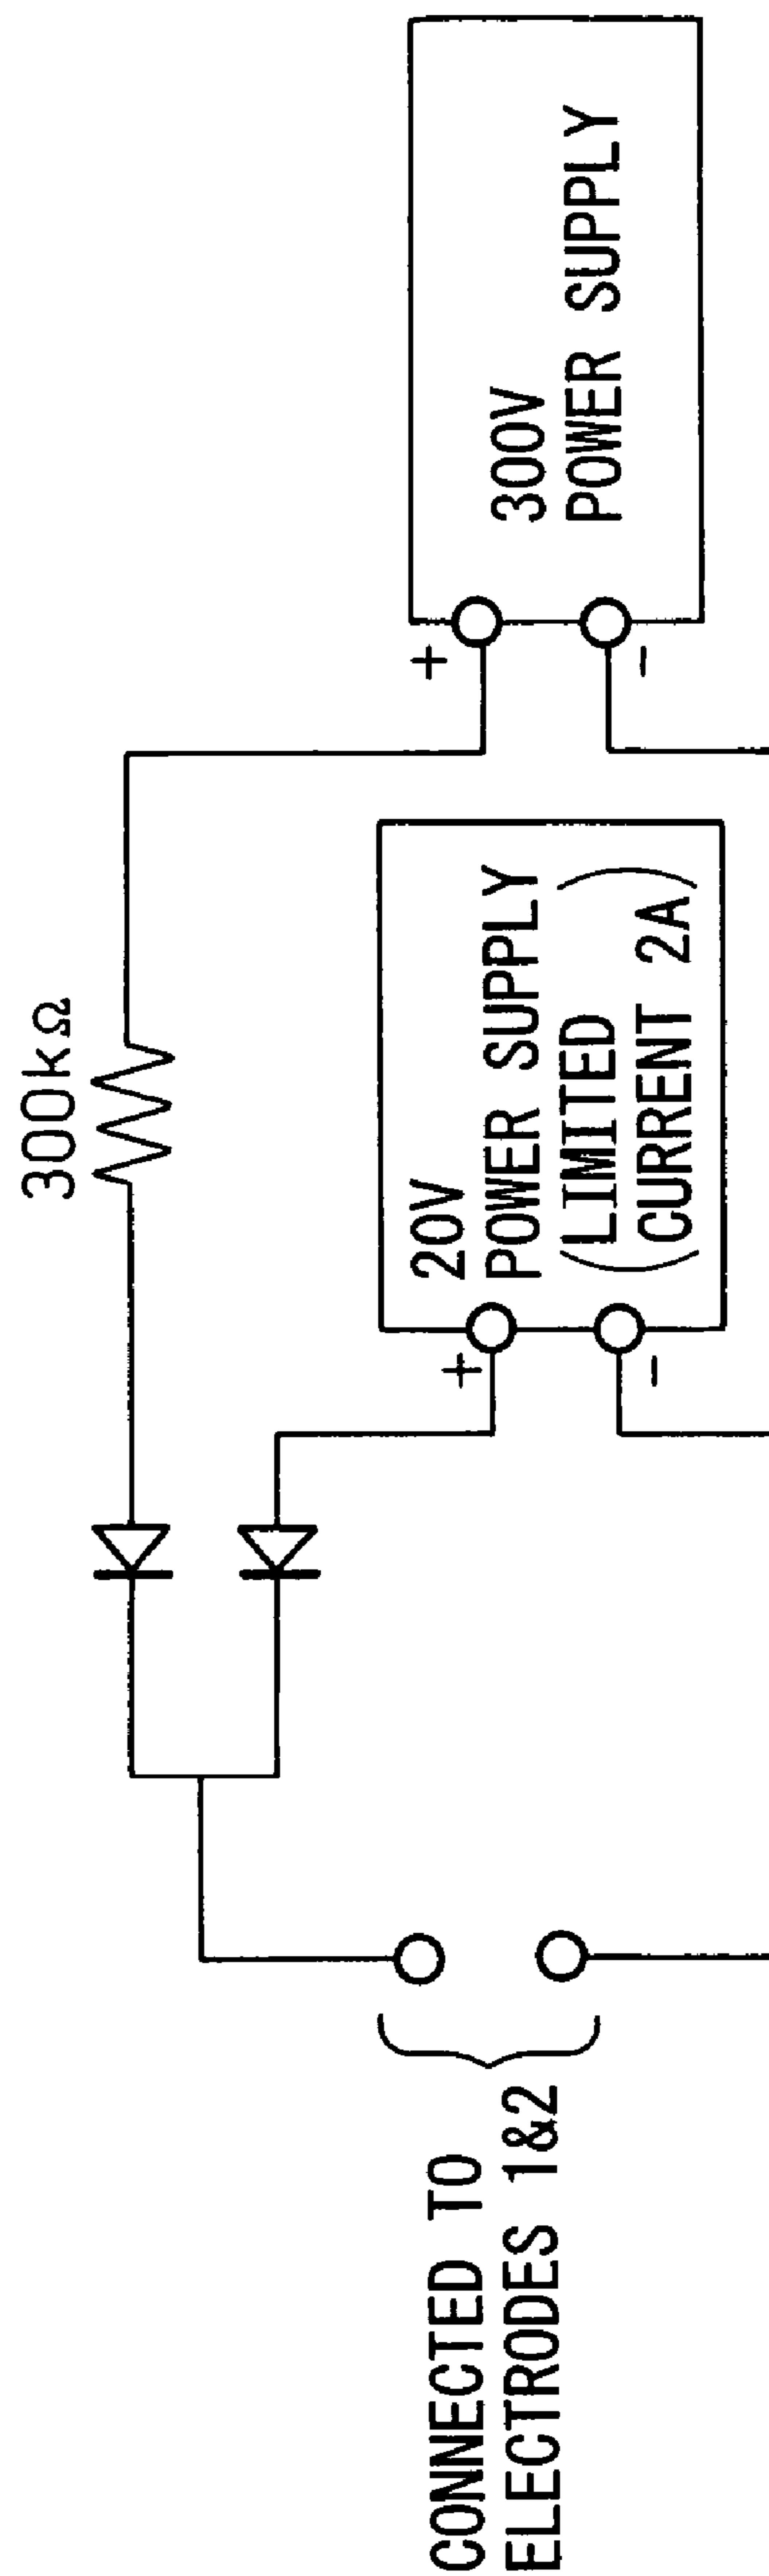 CONNECTED TO
ELECTRODES 1&2
300kΩ
+
-
20V
POWER SUPPLY
(LIMITED
CURRENT 2A)
+
-
300V
POWER SUPPLY